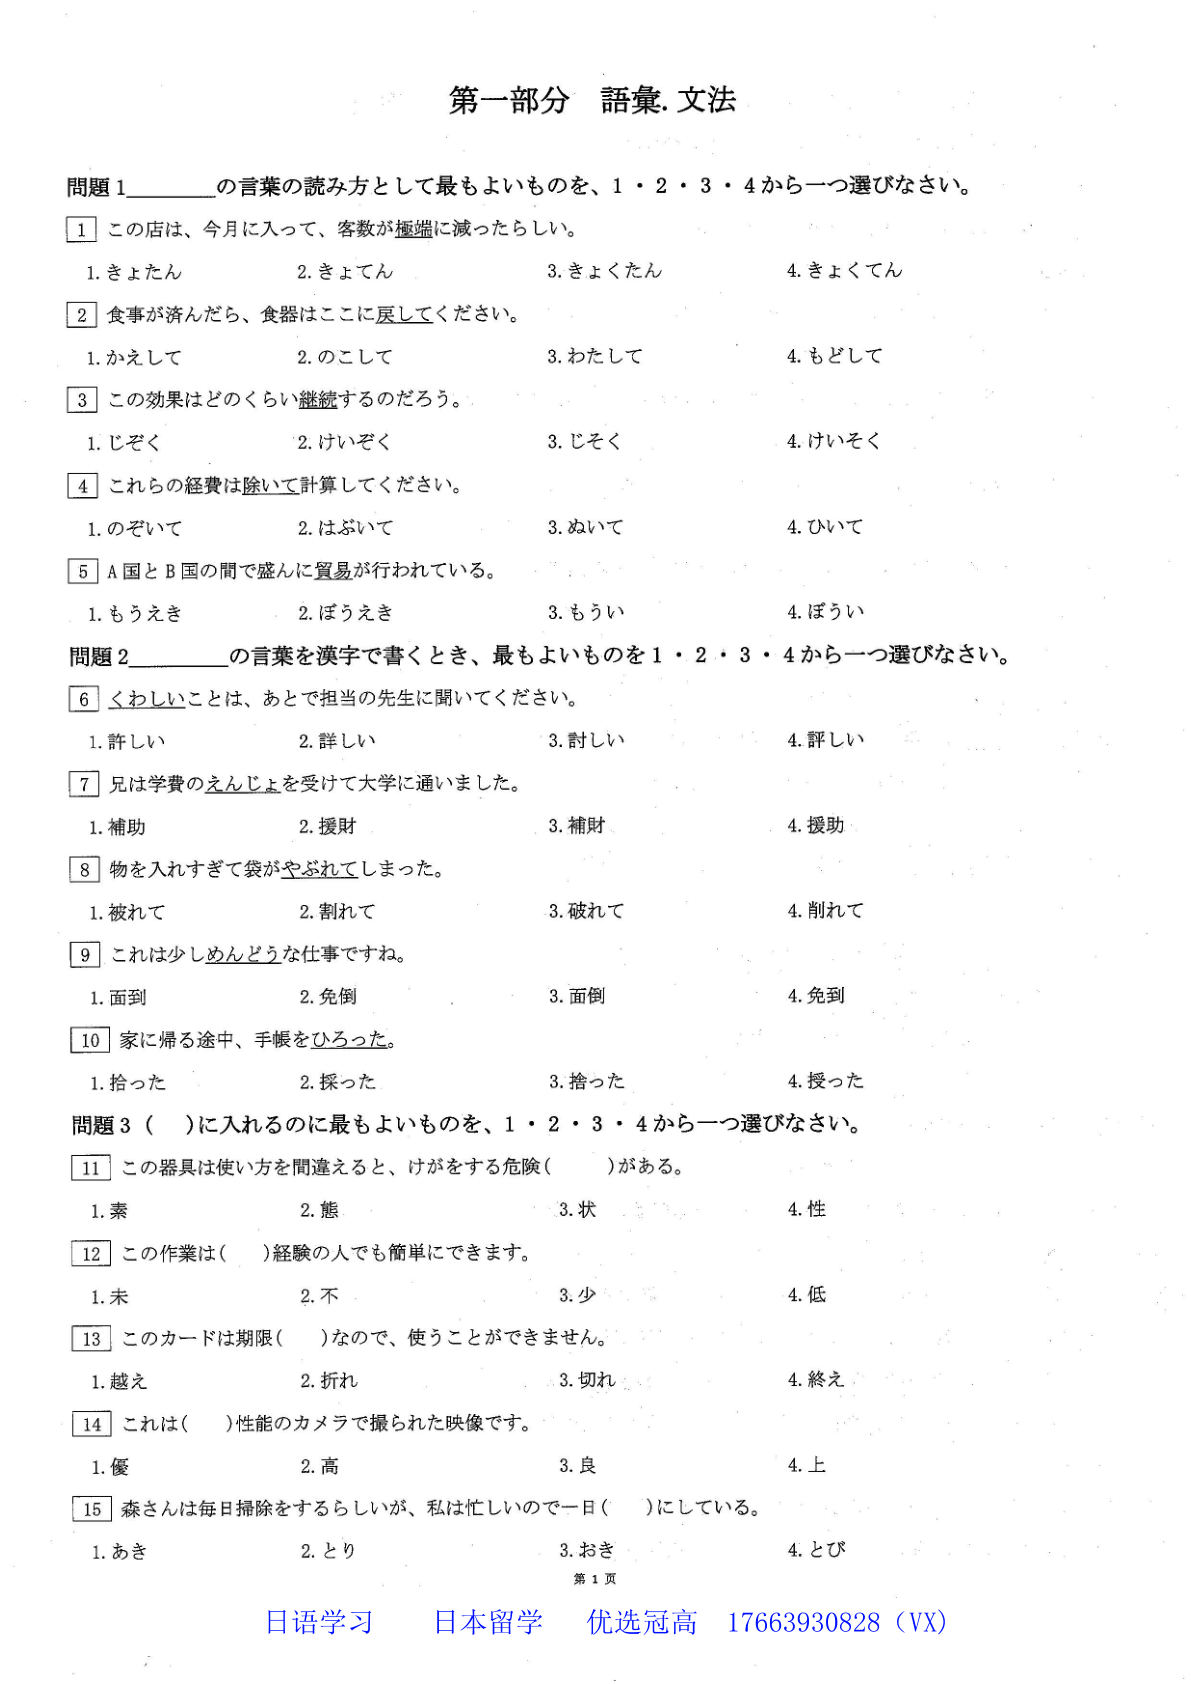 第一部分　語彙.文法
問題1________の言葉の読み方として最もよいものを、1・2・3・4から一つ選びなさい。
1 この店は、今月に入って、客数が極端に減ったらしい。
1.きょたん 2.きょてん 3.きょくたん 4.きょくてん
2 食事が済んだら、食器はここに戻してください。
1.かえして 2.のこして 3.わたして 4.もどして
3 この効果はどのくらい継続するのだろう。
1.じぞく 2.けいぞく 3.じそく 4.けいそく
4 これらの経費は除いて計算してください。
1.のぞいて 2.はぶいて 3.ぬいて 4.ひいて
5 A国とB国の間で盛んに貿易が行われている。
1.もうえき 2.ぼうえき 3.もうい 4.ぼうい
問題2_________の言葉を漢字で書くとき、最もよいものを1・2・3・4から一つ選びなさい。
6 くわしいことは、あとで担当の先生に聞いてください。
1.許しい 2.詳しい 3.討しい 4.評しい
7 兄は学費のえんじょを受けて大学に通いました。
1.補助 2.援財 3.補財 4.援助
8 物を入れすぎて袋がやぶれてしまった。
1.被れて 2.割れて 3.破れて 4.削れて
9 これは少しめんどうな仕事ですね。
1.面到 2.免倒 3.面倒 4.免到
10 家に帰る途中、手帳をひろった。
1.拾った 2.採った 3.捨った 4.授った
問題3（　）に入れるのに最もよいものを、1・2・3・4から一つ選びなさい。
11 この器具は使い方を間違えると、けがをする危険(　　)がある。
1.素 2.態 3.状 4.性
12 この作業は(　　)経験の人でも簡単にできます。
1.未 2.不 3.少 4.低
13 このカードは期限(　　)なので、使うことができません。
1.越え 2.折れ 3.切れ 4.終え
14 これは(　　)性能のカメラで撮られた映像です。
1.優 2.高 3.良 4.上
15 森さんは毎日掃除をするらしいが、私は忙しいので一日(　　)にしている。
1.あき 2.とり 3.おき 4.とび
第 1 页
日语学习　日本留学　优选冠高　17663930828（VX）